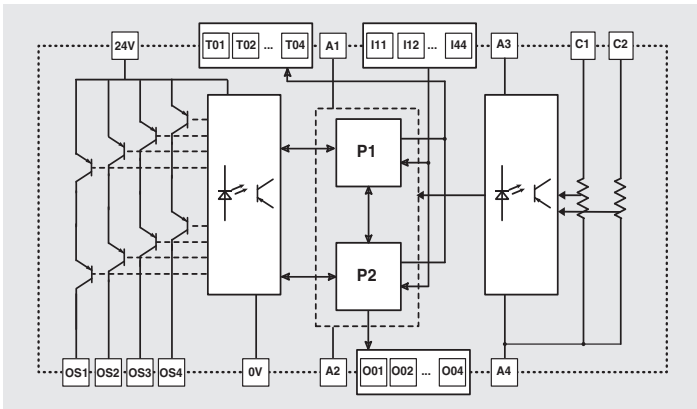 24V T01 T02 ... T04 A1 I11 I12 ... I44 A3 C1 C2
P1
P2
OS1 OS2 OS3 OS4 0V A2 O01 O02 ... O04 A4